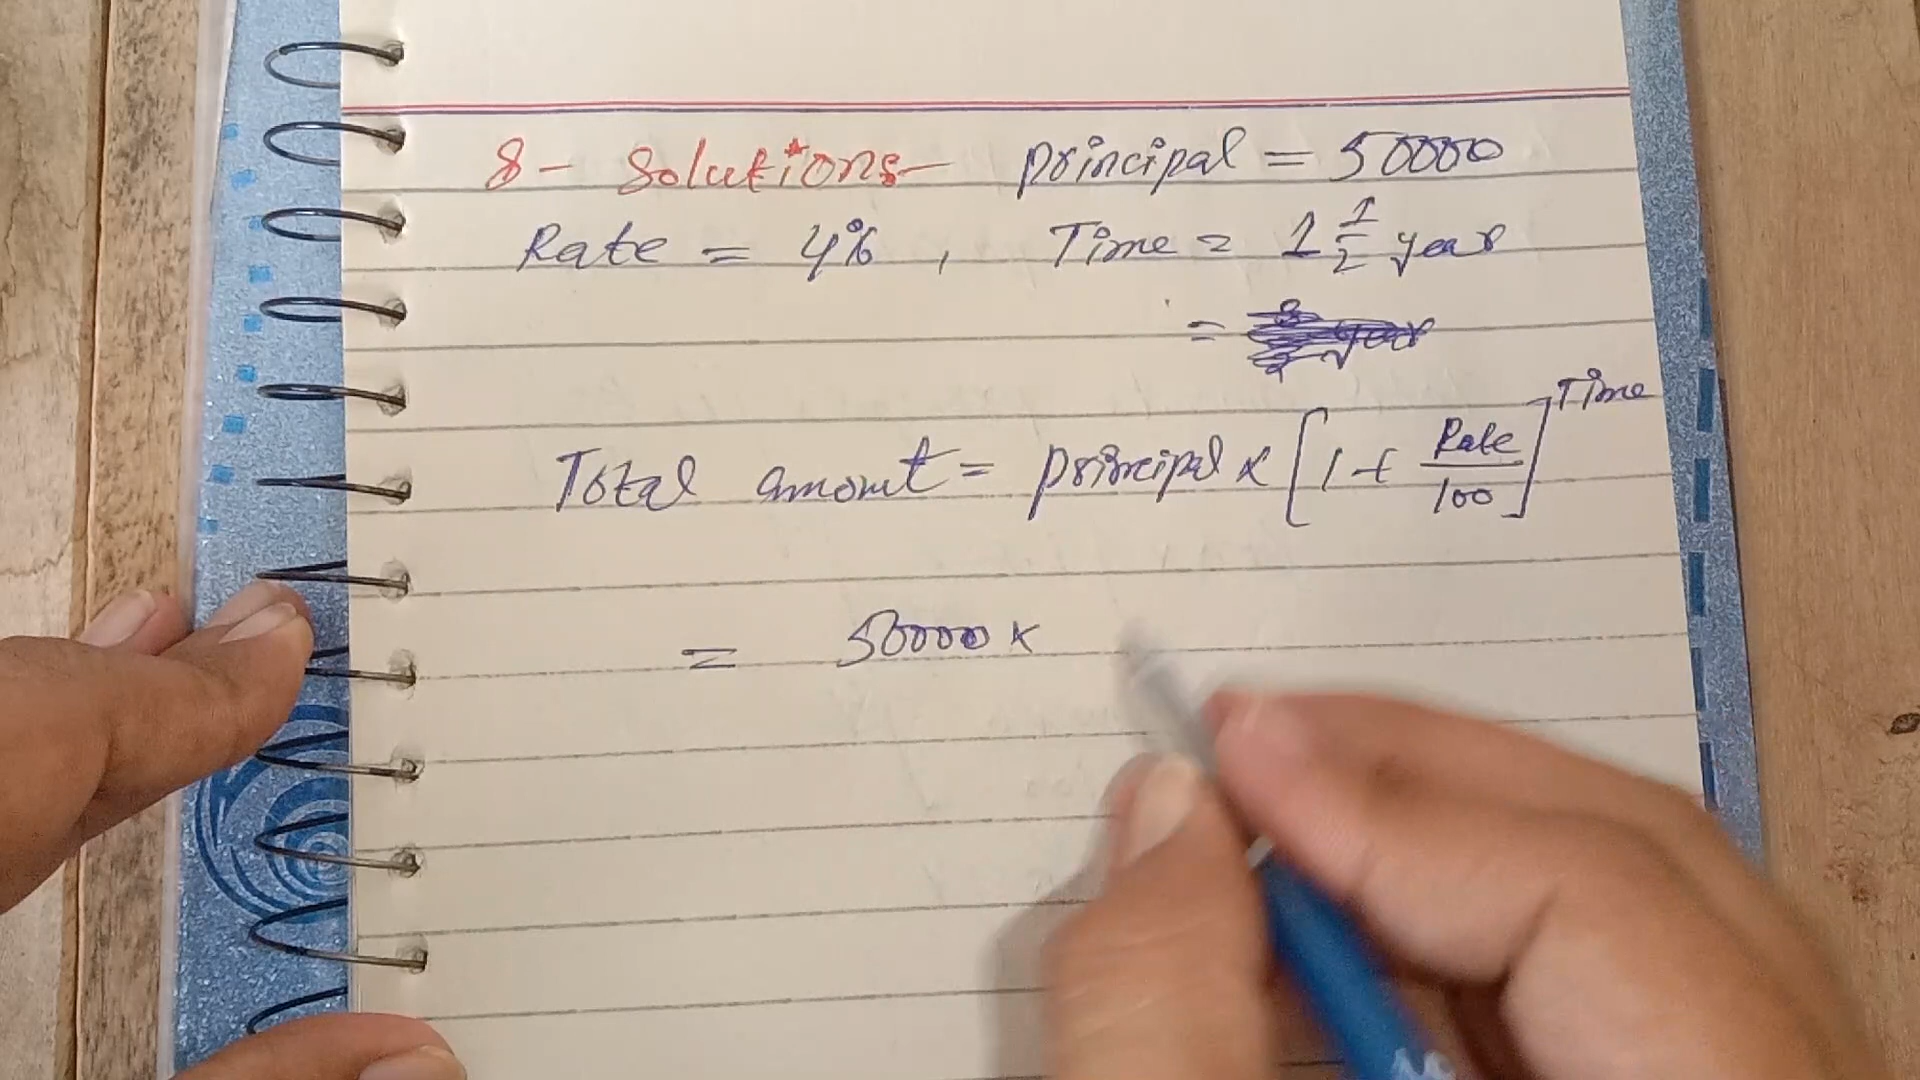 8- Solutions- principal = 50000
Rate = 4%, Time = 1 1/2 year
=
Total amount = principal × [1 + Rate/100]^Time
= 50000 ×